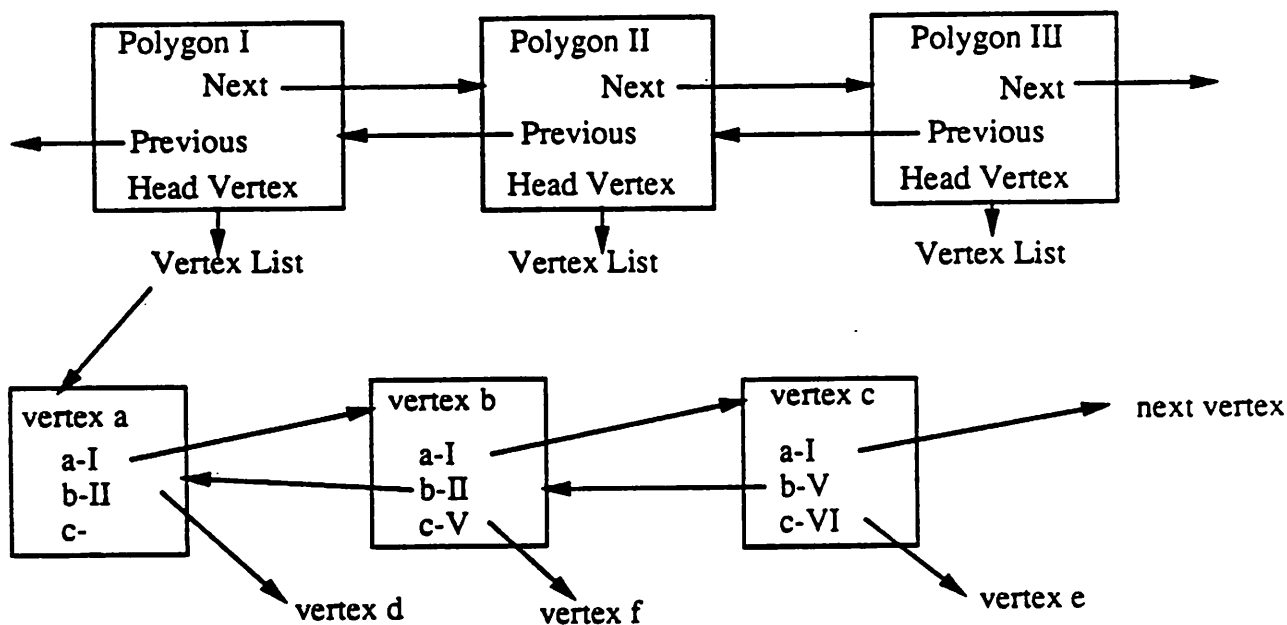 Polygon I
Next
Previous
Head Vertex
Vertex List
Polygon II
Next
Previous
Head Vertex
Vertex List
Polygon III
Next
Previous
Head Vertex
Vertex List
vertex a
a-I
b-II
c-
vertex d
vertex b
a-I
b-II
c-V
vertex f
vertex c
a-I
b-V
c-VI
vertex e
next vertex